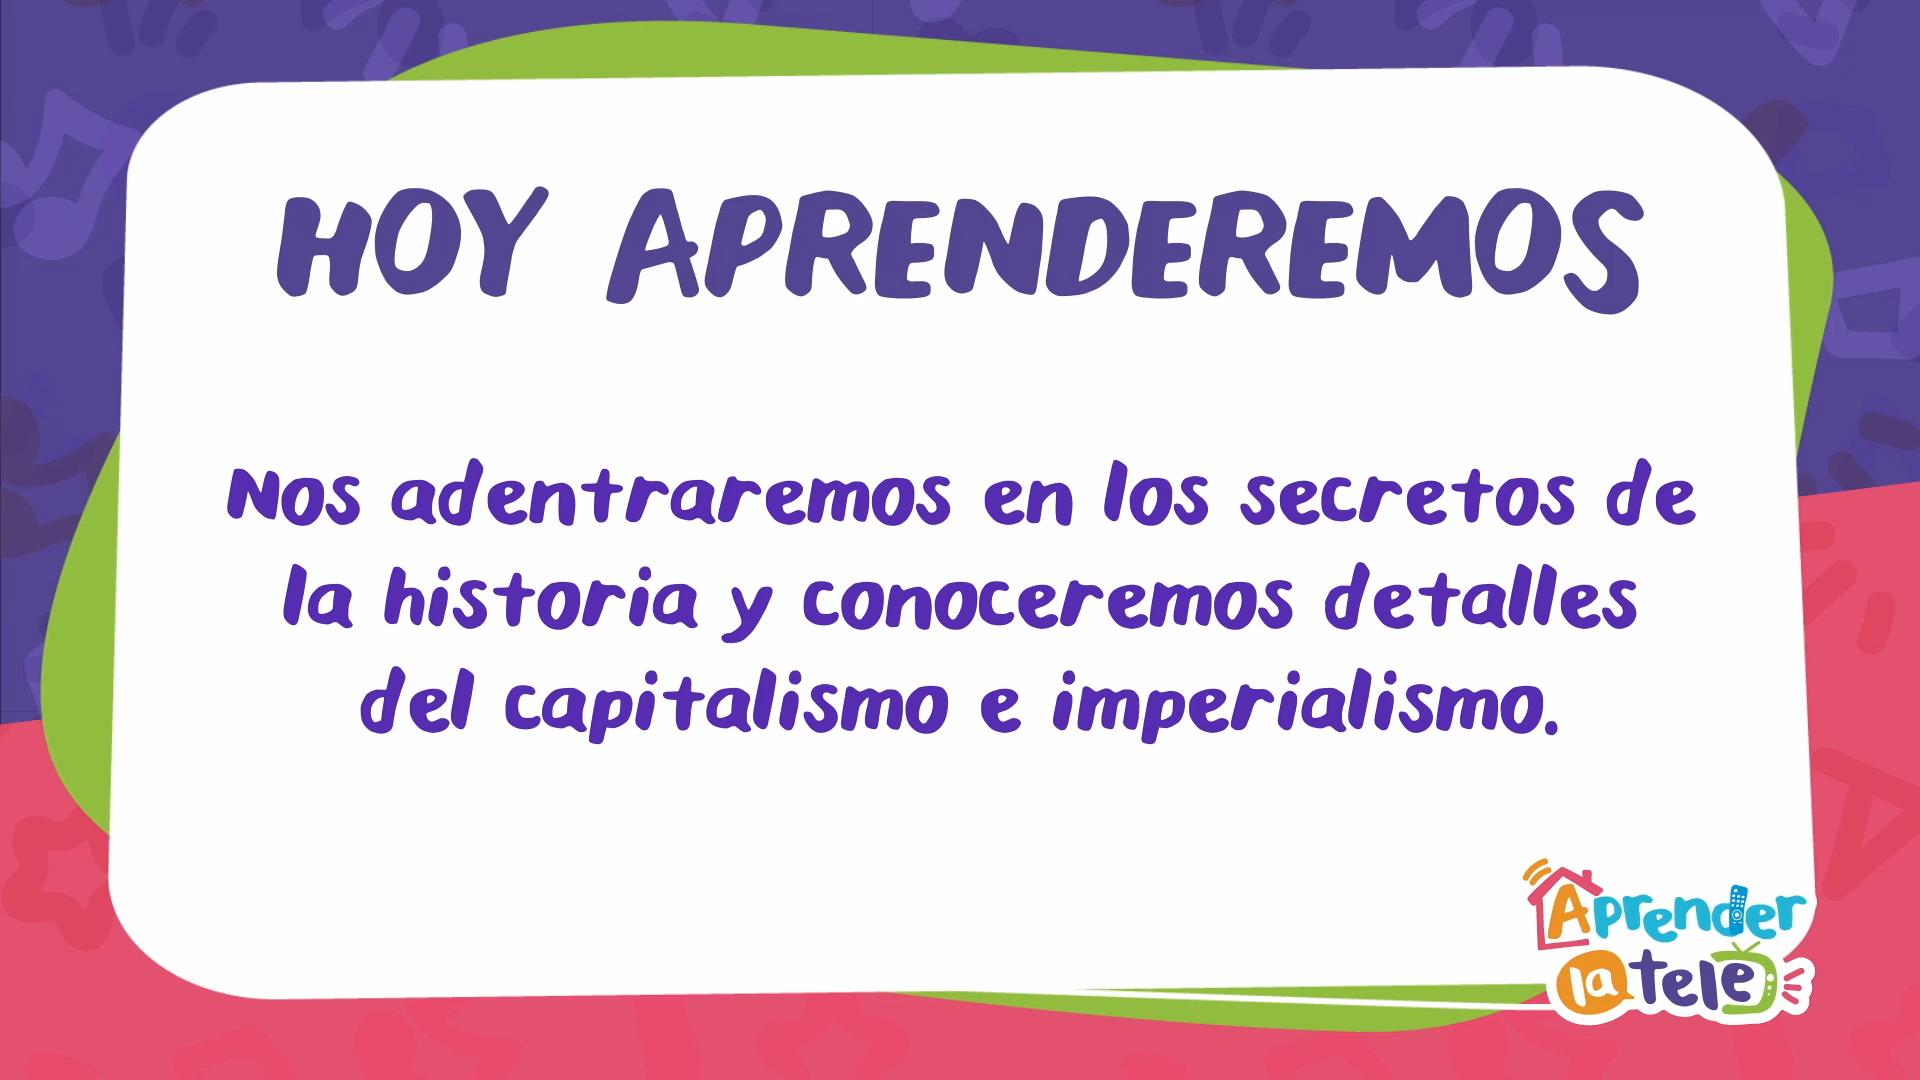 HOY APRENDEREMOS
Nos adentraremos en los secretos de
la historia y conoceremos detalles
del capitalismo e imperialismo.
Aprender
la tele